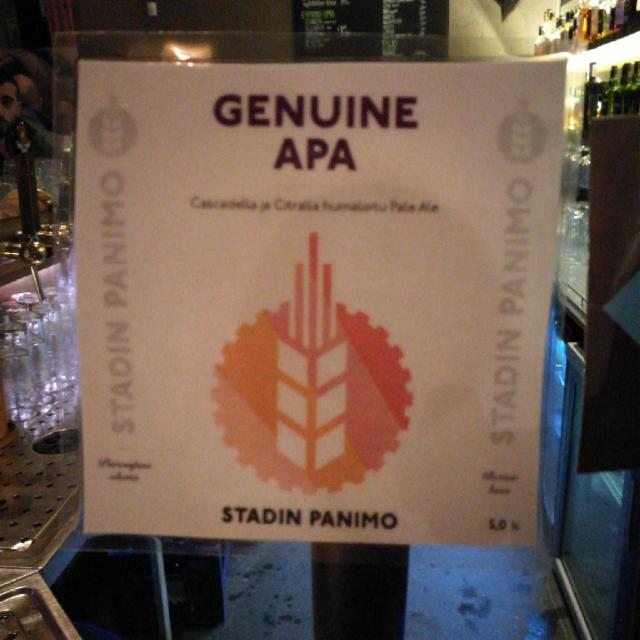 GENUINE
APA
Cascadella ja Citralla humaloitu Pale Ale
STADIN PANIMO
STADIN PANIMO
STADIN PANIMO
5,0 %